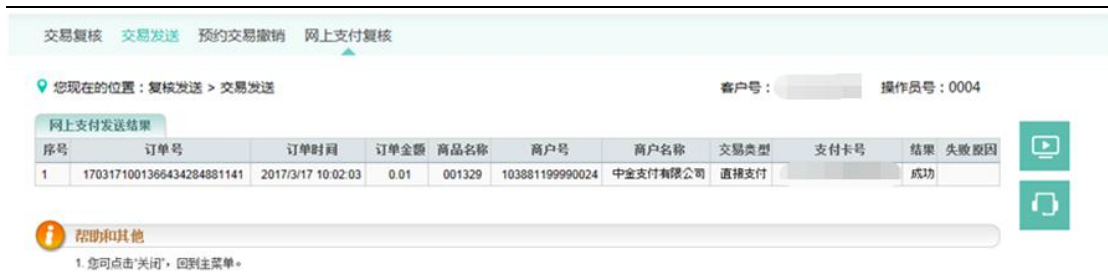 交易复核 交易发送 预约交易撤销 网上支付复核
您现在的位置：复核发送 > 交易发送 客户号： 操作员号：0004
网上支付发送结果
序号 订单号 订单时间 订单金额 商品名称 商户号 商户名称 交易类型 支付卡号 结果 失败原因
1 1703171001366434284881141 2017/3/17 10:02:03 0.01 001329 103881199990024 中金支付有限公司 直接支付 成功
帮助和其他
1. 您可点击“关闭”，回到主菜单。